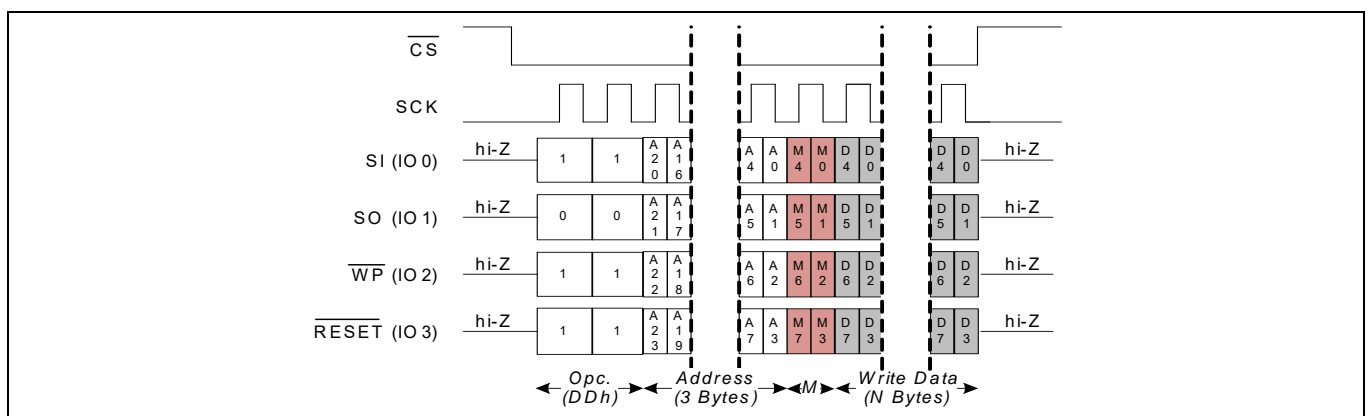 CS
SCK
SI (IO 0) hi-Z 1 1 A20 A16 A4 A0 M4 M0 D4 D0 D4 D0 hi-Z
SO (IO 1) hi-Z 0 0 A21 A17 A5 A1 M5 M1 D5 D1 D5 D1 hi-Z
WP (IO 2) hi-Z 1 1 A22 A18 A6 A2 M6 M2 D6 D2 D6 D2 hi-Z
RESET (IO 3) hi-Z 1 1 A23 A19 A7 A3 M7 M3 D7 D3 D7 D3 hi-Z
Opc. Address M Write Data
(DDh) (3 Bytes) (N Bytes)